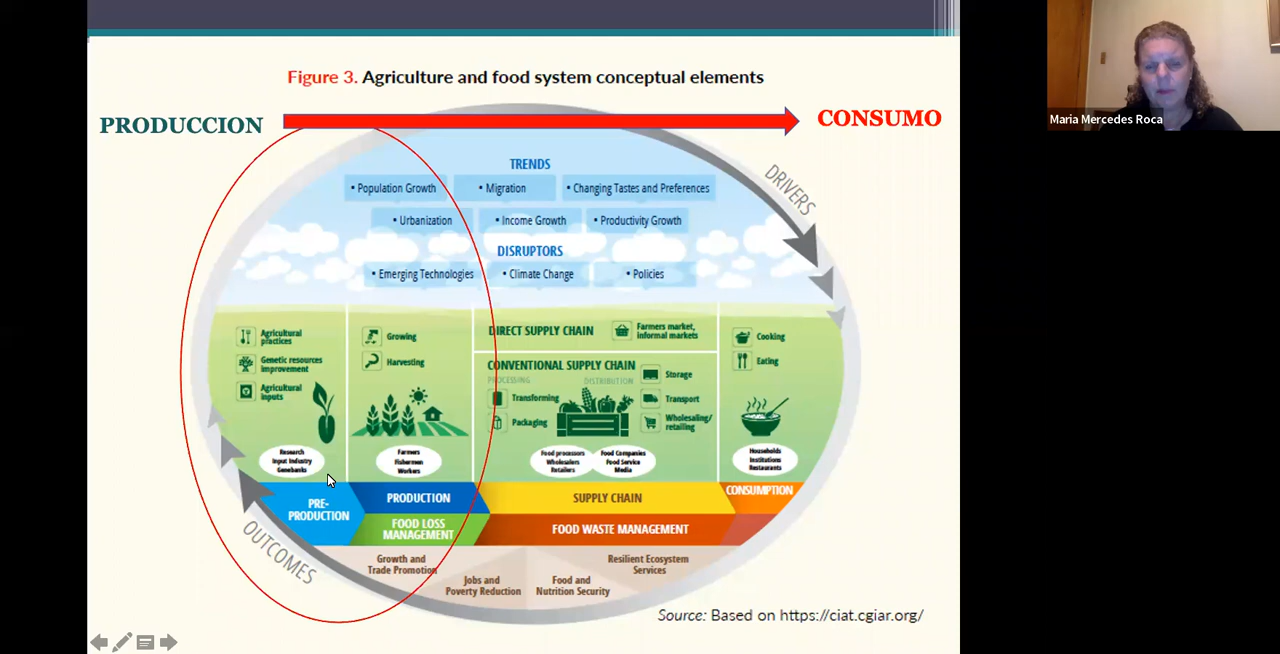 Figure 3. Agriculture and food system conceptual elements
PRODUCCION
CONSUMO
TRENDS
• Population Growth
• Migration
• Changing Tastes and Preferences
• Urbanization
• Income Growth
• Productivity Growth
DISRUPTORS
• Emerging Technologies
• Climate Change
• Policies
DRIVERS
Agricultural
practices
Genetic resources
improvement
Agricultural
inputs
Growing
Harvesting
DIRECT SUPPLY CHAIN
Farmers market,
informal markets
CONVENTIONAL SUPPLY CHAIN
PROCESSING
DISTRIBUTION
Transforming
Packaging
Storage
Transport
Wholesaling/
retailing
Cooking
Eating
Research
Input Industry
Genebanks
Farmers
Fishermen
Workers
Food processors
Wholesalers
Retailers
Food Companies
Food Service
Media
Households
Institutions
Restaurants
PRE-
PRODUCTION
PRODUCTION
SUPPLY CHAIN
CONSUMPTION
FOOD LOSS
MANAGEMENT
FOOD WASTE MANAGEMENT
OUTCOMES
Growth and
Trade Promotion
Jobs and
Poverty Reduction
Food and
Nutrition Security
Resilient Ecosystem
Services
Source: Based on https://ciat.cgiar.org/
Maria Mercedes Roca